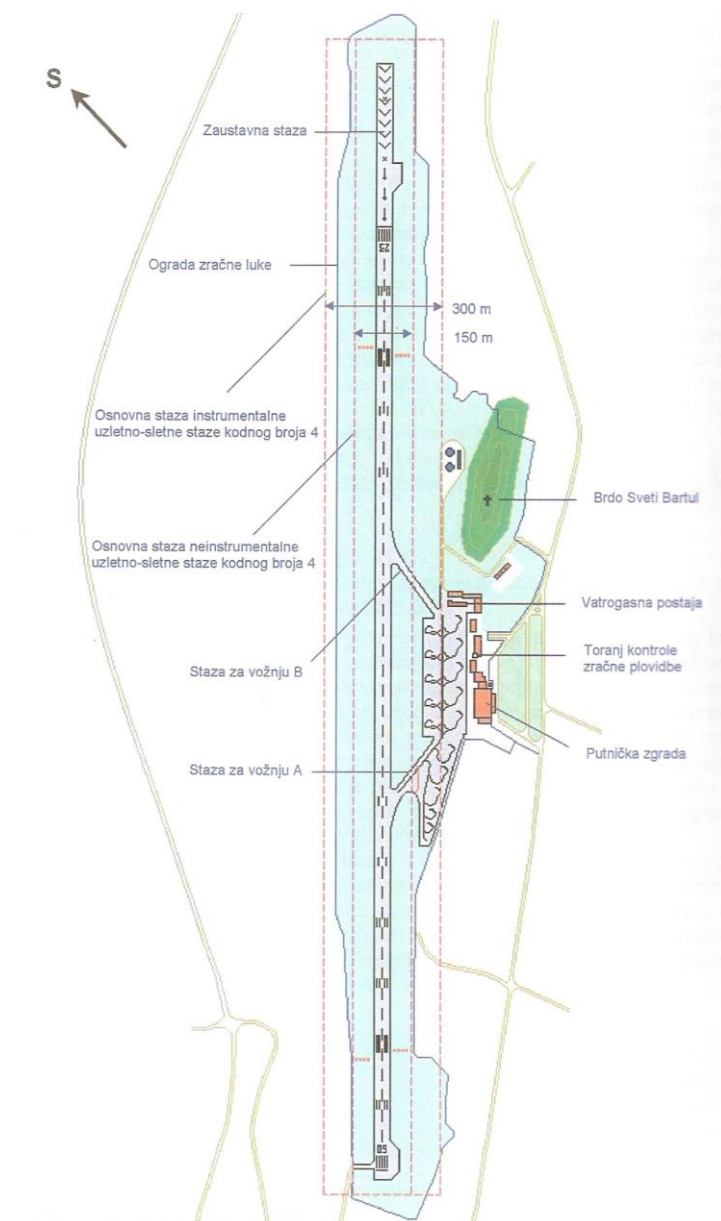 S
Zaustavna staza
23
Ograda zračne luke
300 m
150 m
Osnovna staza instrumentalne
uzletno-sletne staze kodnog broja 4
Brdo Sveti Bartul
Osnovna staza neinstrumentalne
uzletno-sletne staze kodnog broja 4
Vatrogasna postaja
Toranj kontrole
zračne plovidbe
Staza za vožnju B
Putnička zgrada
Staza za vožnju A
05